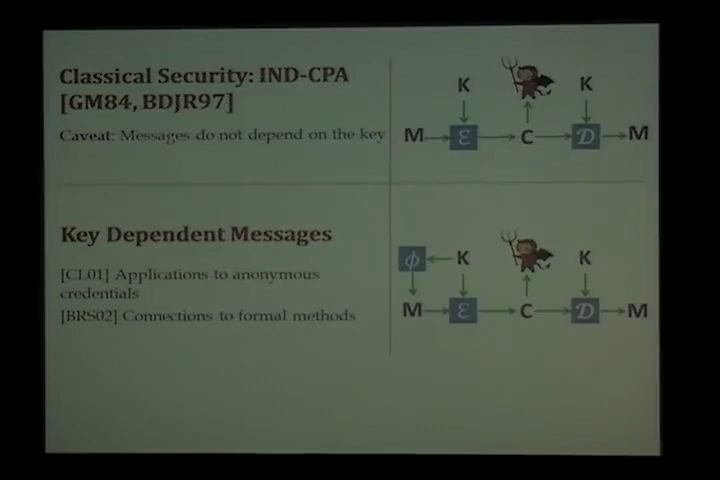 Classical Security: IND-CPA
[GM84, BDJR97]
Caveat: Messages do not depend on the key
K K
M ℰ C 𝒟 M
Key Dependent Messages
[CL01] Applications to anonymous
credentials
[BRS02] Connections to formal methods
ϕ K K
M ℰ C 𝒟 M